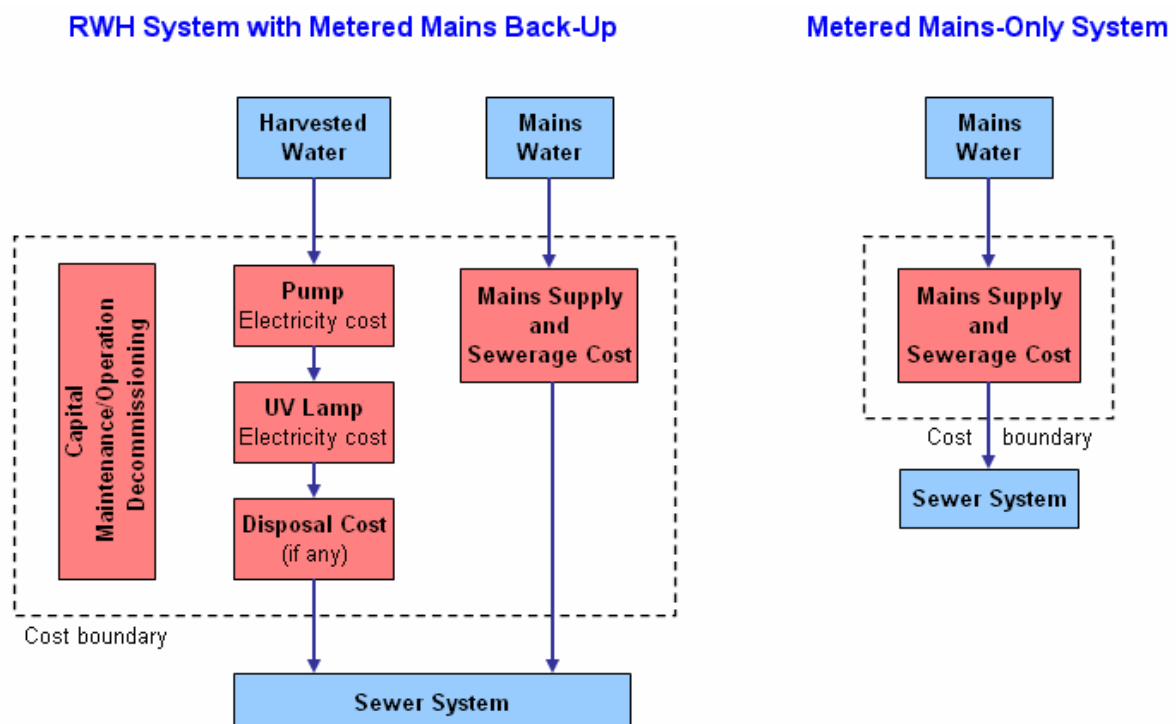 RWH System with Metered Mains Back-Up
Metered Mains-Only System
Harvested
Water
Mains
Water
Mains
Water
Capital
Maintenance/Operation
Decommissioning
Pump
Electricity cost
UV Lamp
Electricity cost
Disposal Cost
(if any)
Mains Supply
and
Sewerage Cost
Mains Supply
and
Sewerage Cost
Cost boundary
Sewer System
Cost boundary
Sewer System